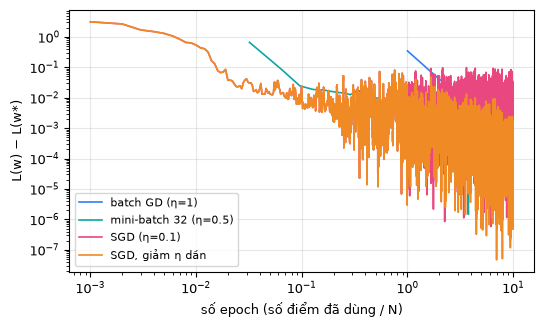 L(w) − L(w*)
10⁰
10⁻¹
10⁻²
10⁻³
10⁻⁴
10⁻⁵
10⁻⁶
10⁻⁷
batch GD (η=1)
mini-batch 32 (η=0.5)
SGD (η=0.1)
SGD, giảm η dần
10⁻³ 10⁻² 10⁻¹ 10⁰ 10¹
số epoch (số điểm đã dùng / N)